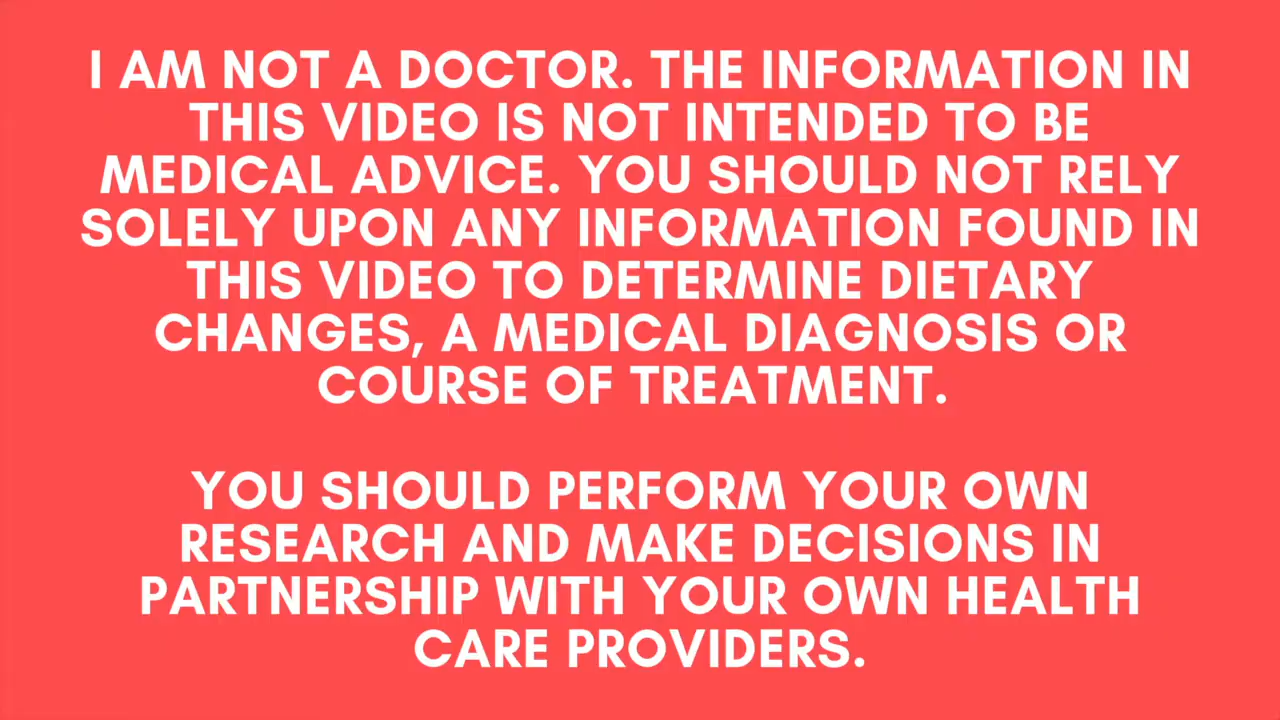 I AM NOT A DOCTOR. THE INFORMATION IN
THIS VIDEO IS NOT INTENDED TO BE
MEDICAL ADVICE. YOU SHOULD NOT RELY
SOLELY UPON ANY INFORMATION FOUND IN
THIS VIDEO TO DETERMINE DIETARY
CHANGES, A MEDICAL DIAGNOSIS OR
COURSE OF TREATMENT.
YOU SHOULD PERFORM YOUR OWN
RESEARCH AND MAKE DECISIONS IN
PARTNERSHIP WITH YOUR OWN HEALTH
CARE PROVIDERS.